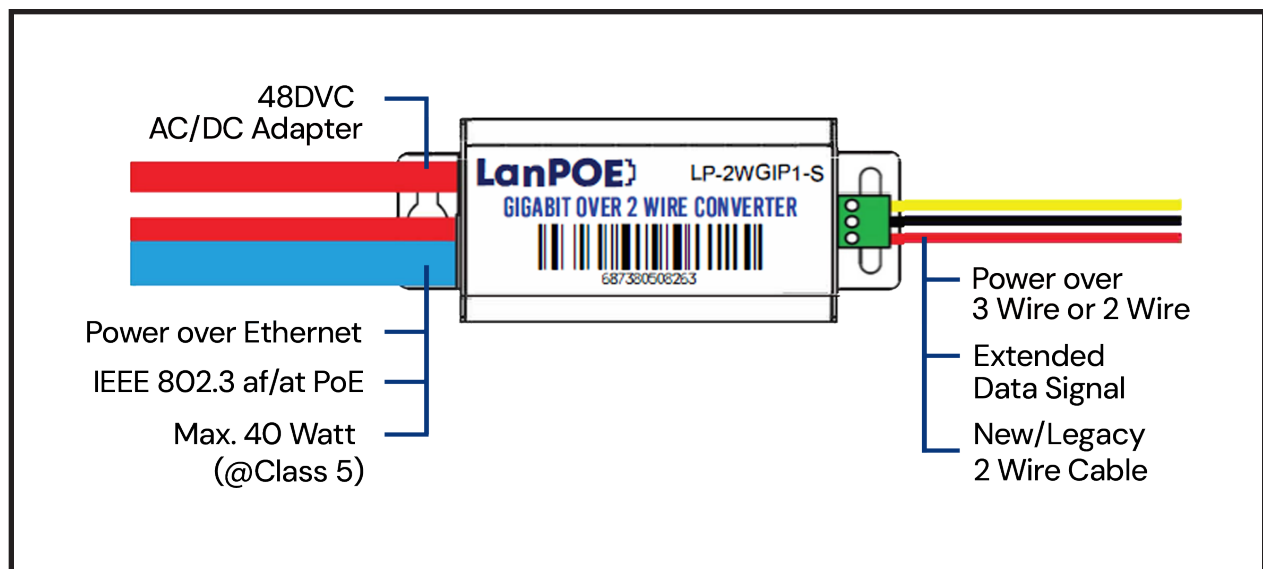 48DVC
AC/DC Adapter
LanPOE
LP-2WGIP1-S
GIGABIT OVER 2 WIRE CONVERTER
687380508263
Power over Ethernet
IEEE 802.3 af/at PoE
Max. 40 Watt
(@Class 5)
Power over
3 Wire or 2 Wire
Extended
Data Signal
New/Legacy
2 Wire Cable